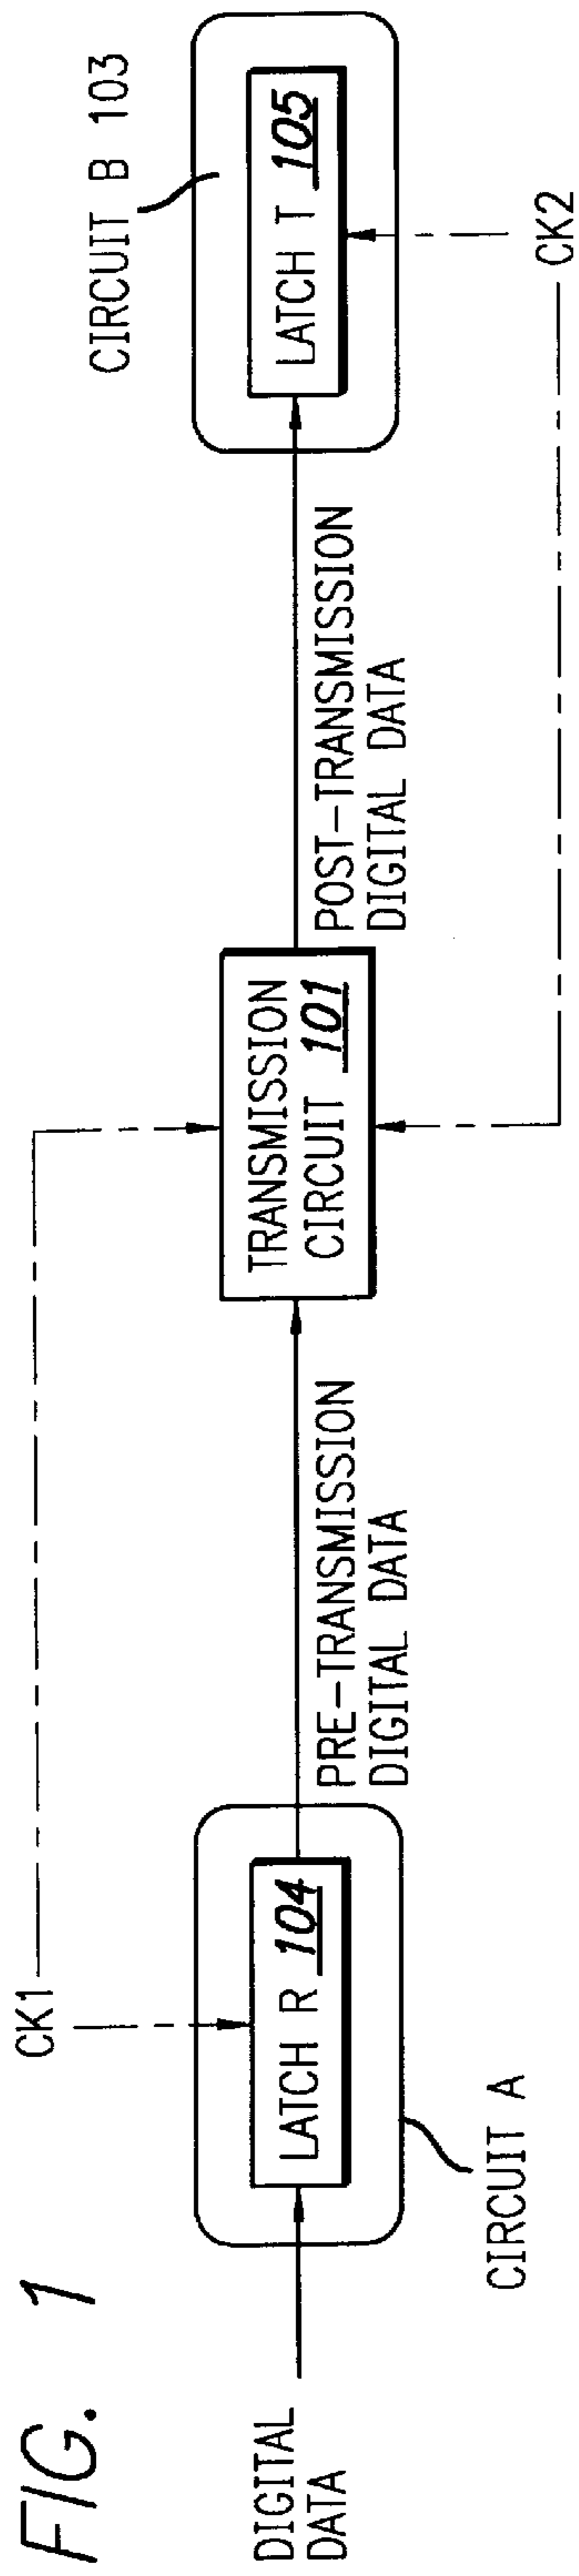 FIG. 1
DIGITAL
DATA
CK1
LATCH R 104
CIRCUIT A
PRE-TRANSMISSION
DIGITAL DATA
TRANSMISSION
CIRCUIT 101
POST-TRANSMISSION
DIGITAL DATA
CIRCUIT B 103
LATCH T 105
CK2